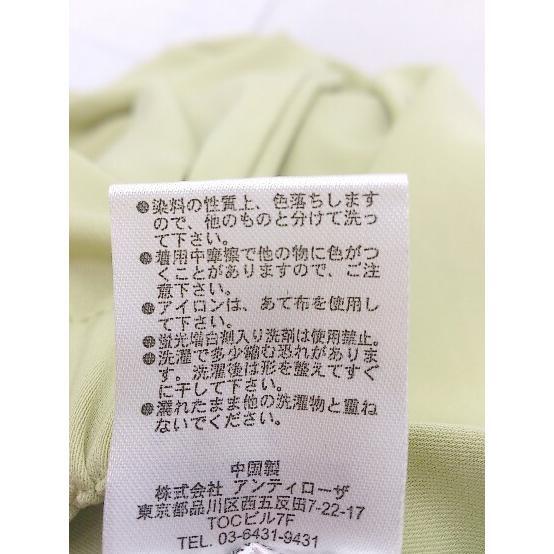 ●染料の性質上、色落ちします
ので、他のものと分けて洗っ
て下さい。
●着用中摩擦で他の物に色がつ
くことがありますので、ご注
意下さい。
●アイロンは、あて布を使用し
て下さい。
●蛍光増白剤入り洗剤は使用禁止。
●洗濯で多少縮む恐れがありま
す。洗濯後は形を整えてすぐ
に干して下さい。
●濡れたまま他の洗濯物と重ね
ないでください。
中国製
株式会社 アンティローザ
東京都品川区西五反田7-22-17
TOCビル7F
TEL. 03-6431-9431